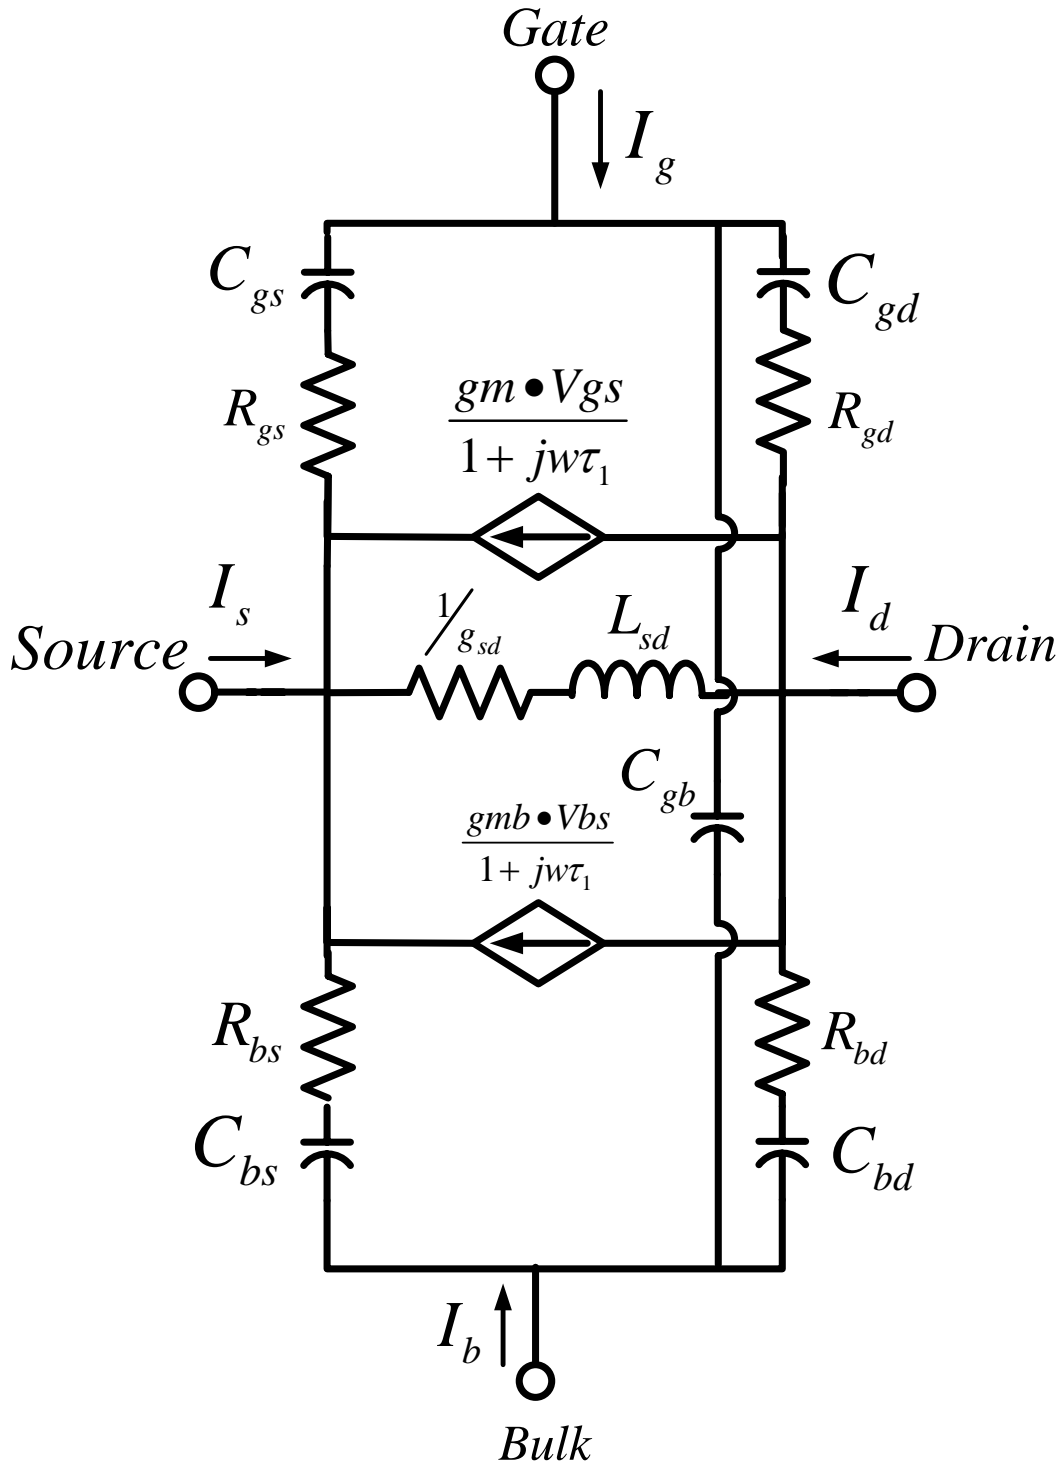 Gate
I_g
C_gs
C_gd
R_gs
gm•Vgs
1+ jwτ_1
R_gd
I_s
1/g_sd
L_sd
I_d
Source
Drain
C_gb
gmb•Vbs
1+ jwτ_1
R_bs
R_bd
C_bs
C_bd
I_b
Bulk